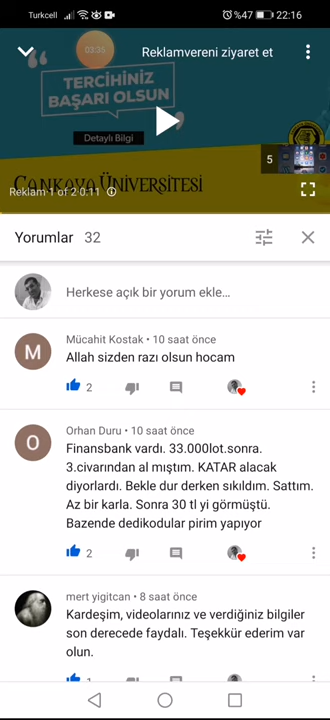 Turkcell
%47 22:16
03:35
Reklamvereni ziyaret et
TERCİHİNİZ
BAŞARI OLSUN
Detaylı Bilgi
5
ÇANKAYA ÜNİVERSİTESİ
Reklam 1 of 2 0:11
Yorumlar 32
Herkese açık bir yorum ekle...
M
Mücahit Kostak • 10 saat önce
Allah sizden razı olsun hocam
2
O
Orhan Duru • 10 saat önce
Finansbank vardı. 33.000lot.sonra.
3.civarından al mıştım. KATAR alacak
diyorlardı. Bekle dur derken sıkıldım. Sattım.
Az bir karla. Sonra 30 tl yi görmüştü.
Bazende dedikodular pirim yapıyor
2
mert yigitcan • 8 saat önce
Kardeşim, videolarınız ve verdiğiniz bilgiler
son derecede faydalı. Teşekkür ederim var
olun.
1